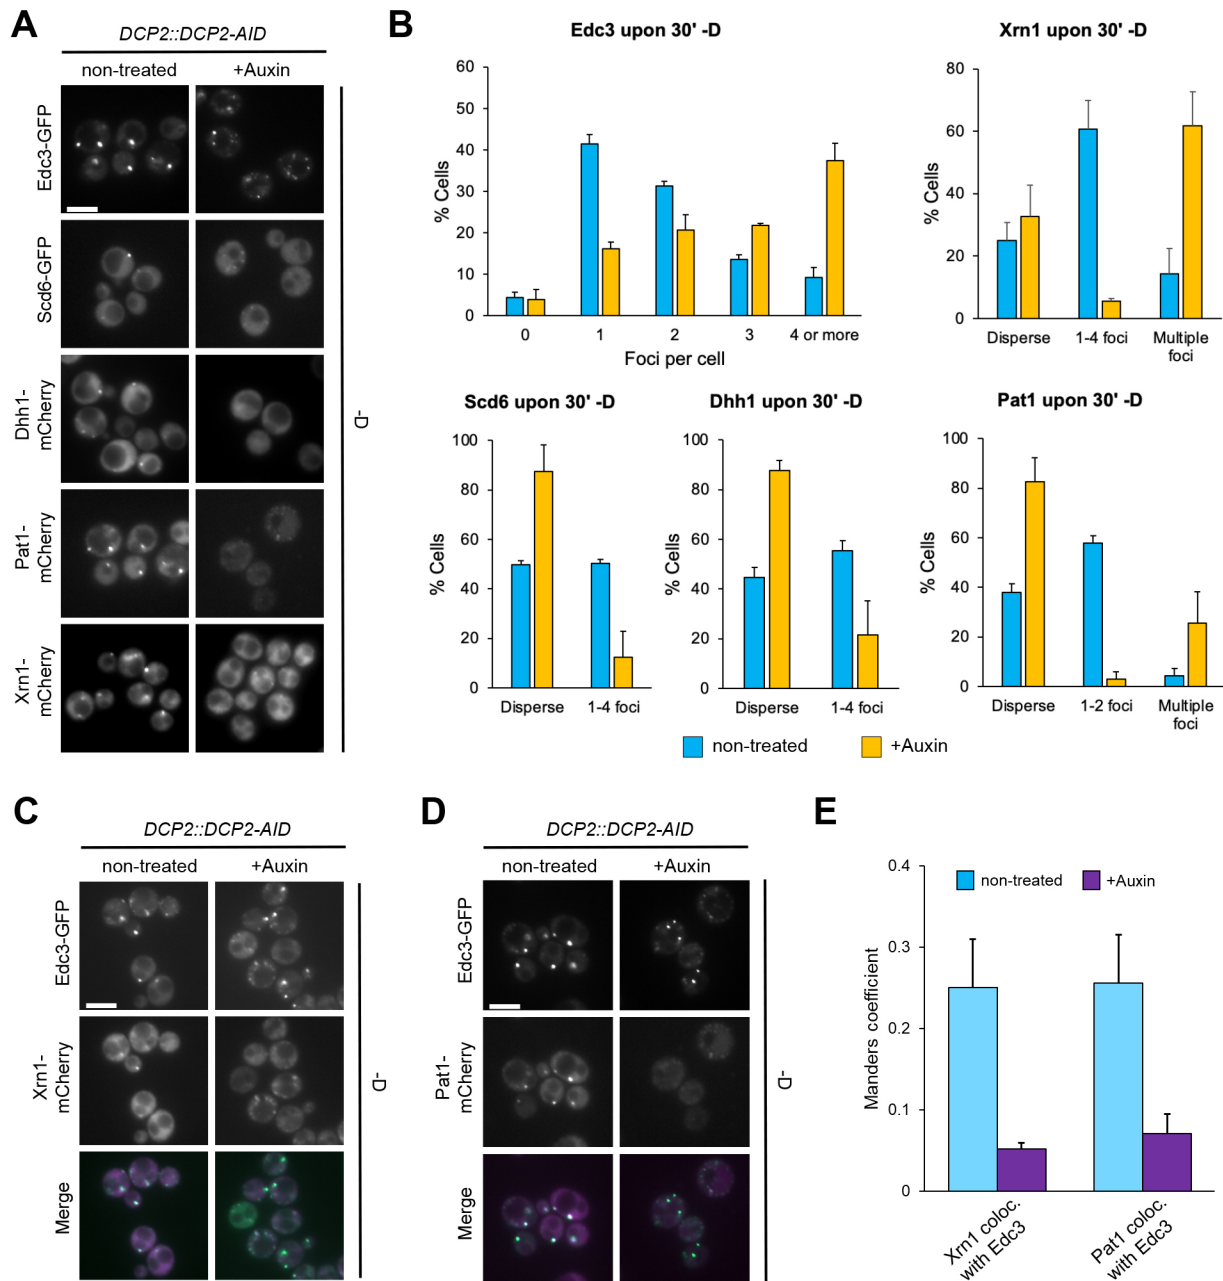 A
DCP2::DCP2-AID
non-treated
+Auxin
Edc3-GFP
Scd6-GFP
Dhh1-
mCherry
Pat1-
mCherry
Xrn1-
mCherry
-D
B
Edc3 upon 30' -D
60
50
40
30
20
10
0
% Cells
0
1
2
3
4 or more
Foci per cell
Xrn1 upon 30' -D
80
60
40
20
0
% Cells
Disperse
1-4 foci
Multiple
foci
Scd6 upon 30' -D
100
80
60
40
20
0
% Cells
Disperse
1-4 foci
Dhh1 upon 30' -D
100
80
60
40
20
0
% Cells
Disperse
1-4 foci
Pat1 upon 30' -D
100
80
60
40
20
0
% Cells
Disperse
1-2 foci
Multiple
foci
non-treated
+Auxin
C
DCP2::DCP2-AID
non-treated
+Auxin
Edc3-GFP
Xrn1-
mCherry
Merge
-D
D
DCP2::DCP2-AID
non-treated
+Auxin
Edc3-GFP
Pat1-
mCherry
Merge
-D
E
0.4
0.3
0.2
0.1
0
Manders coefficient
non-treated
+Auxin
Xrn1 coloc.
with Edc3
Pat1 coloc.
with Edc3